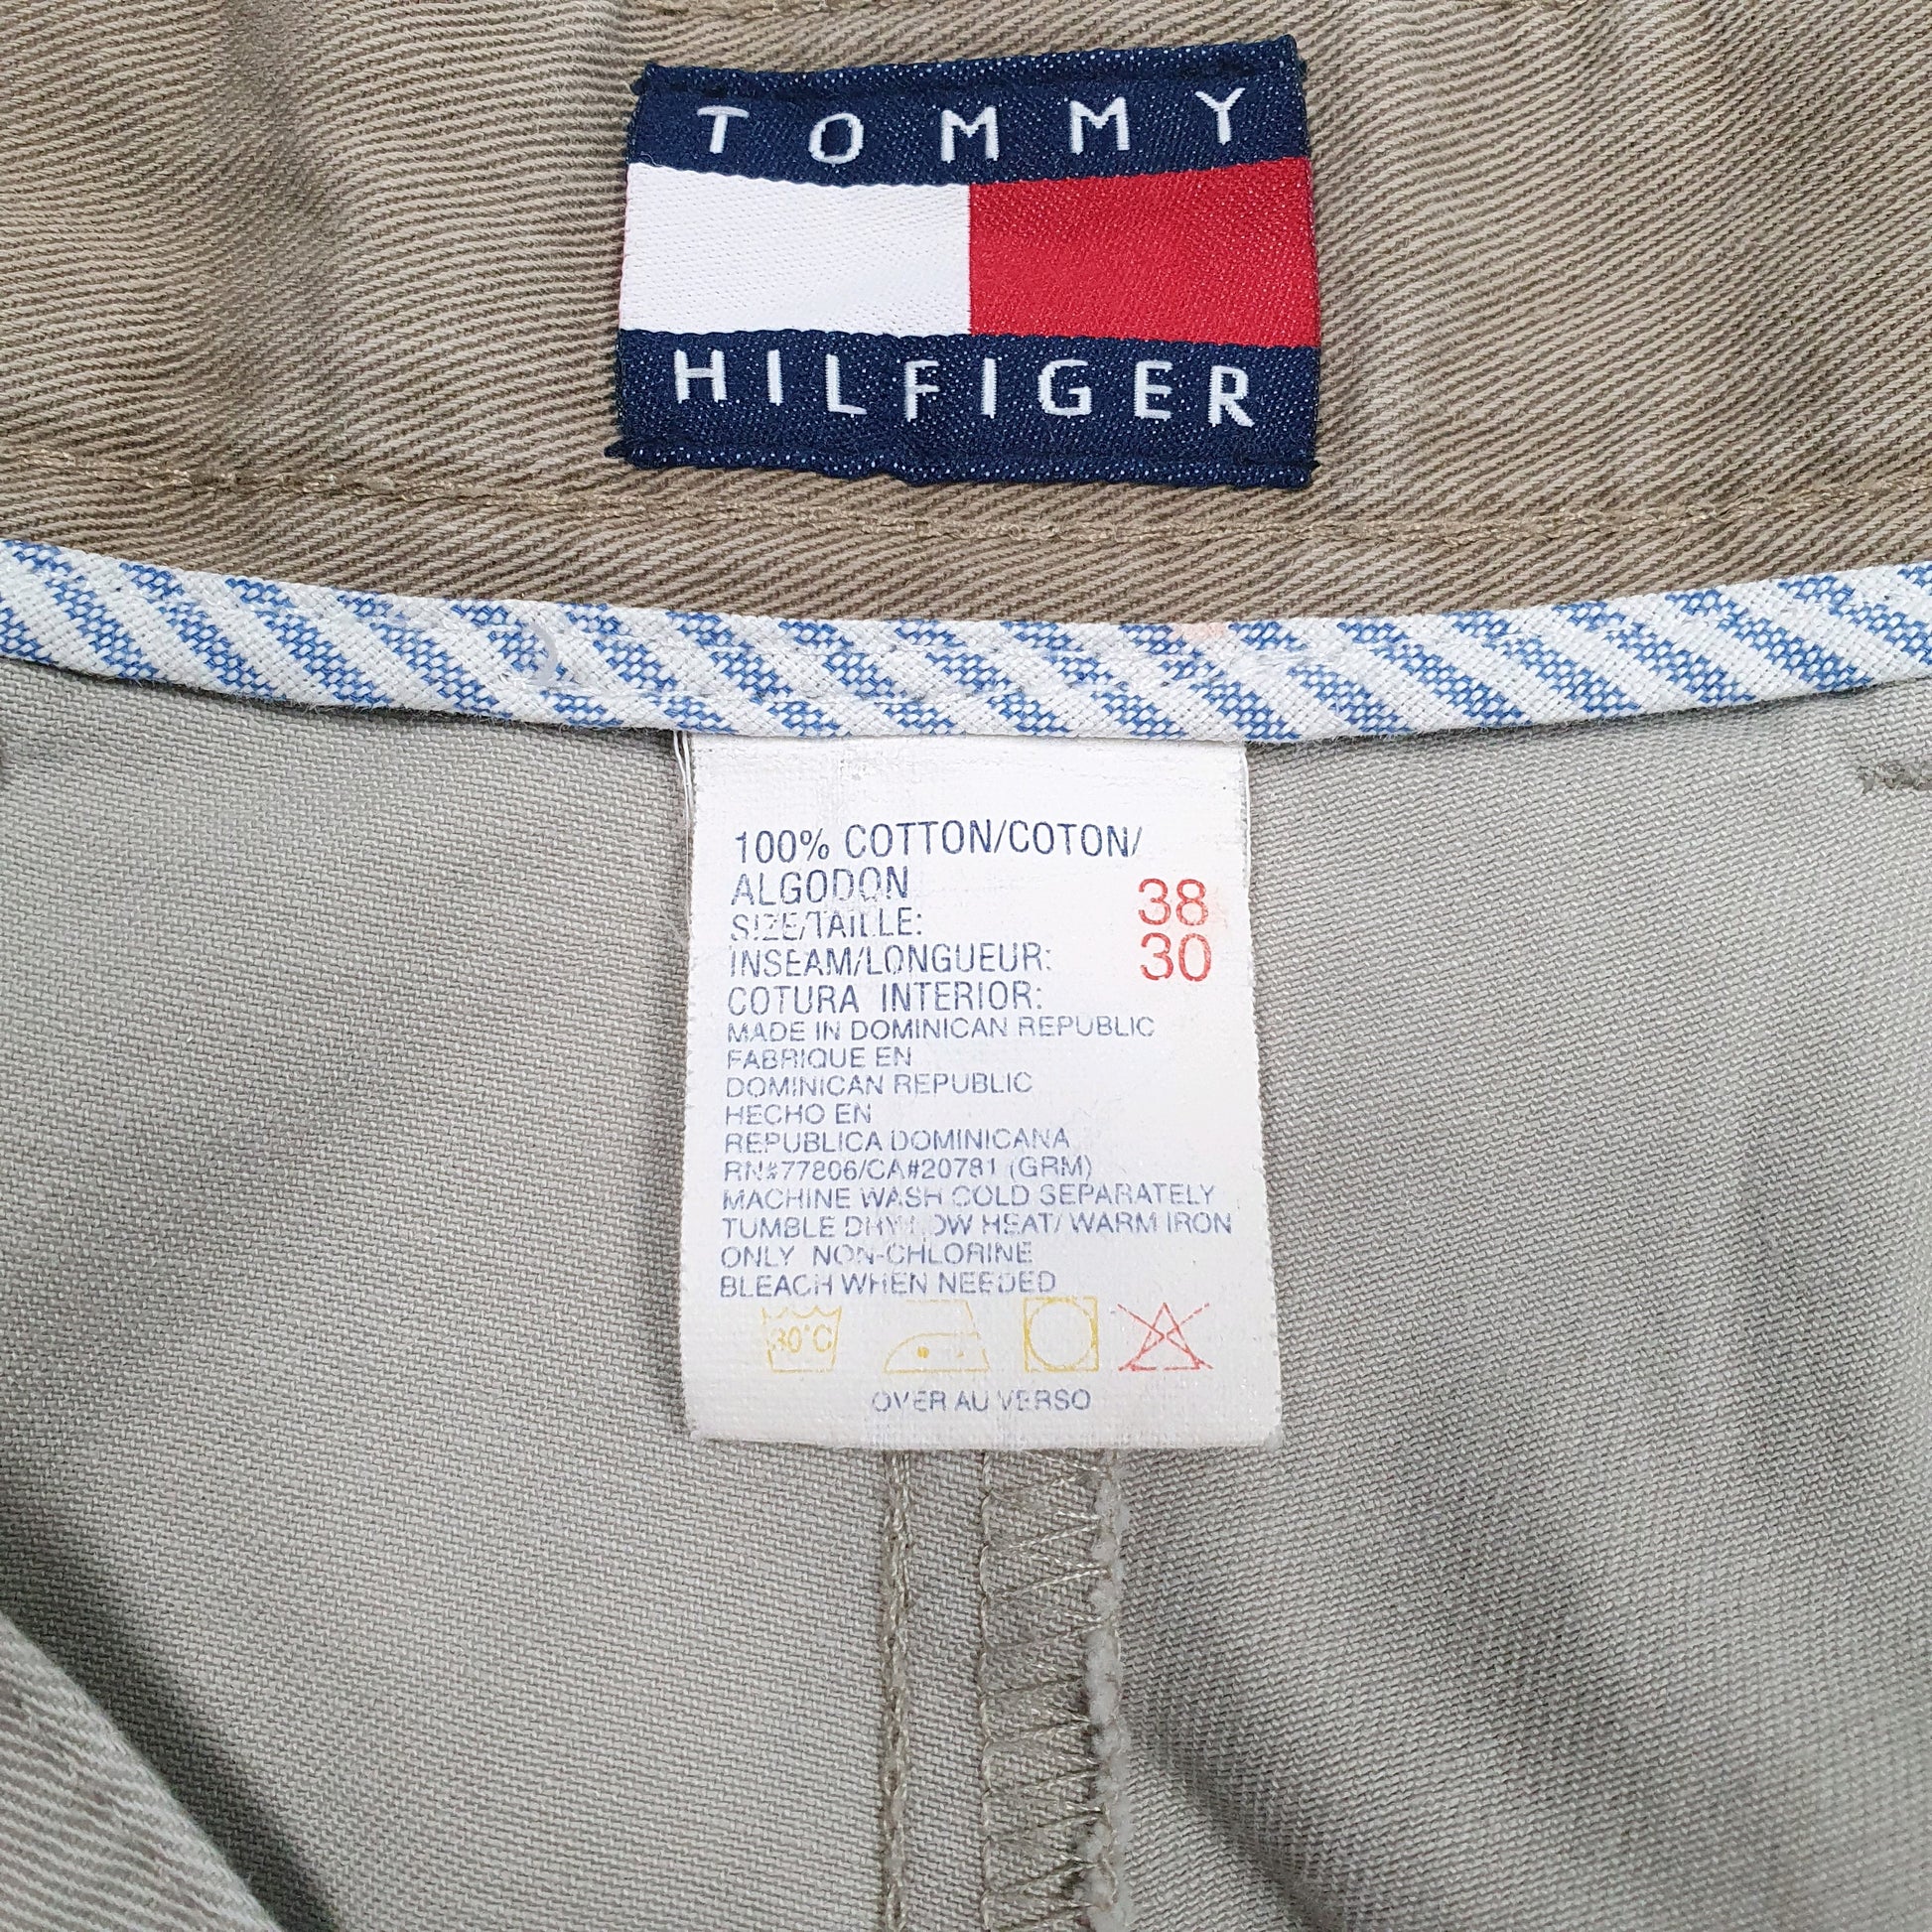 TOMMY
HILFIGER
100% COTTON/COTON/
ALGODON
SIZE/TAILLE: 38
INSEAM/LONGUEUR: 30
COTURA INTERIOR:
MADE IN DOMINICAN REPUBLIC
FABRIQUE EN
DOMINICAN REPUBLIC
HECHO EN
REPUBLICA DOMINICANA
RN#77806/CA#20781 (GRM)
MACHINE WASH COLD SEPARATELY
TUMBLE DRY LOW HEAT/ WARM IRON
ONLY NON-CHLORINE
BLEACH WHEN NEEDED
30°C
OVER AU VERSO